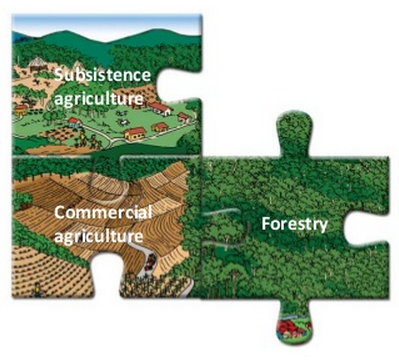 Subsistence
agriculture
Commercial
agriculture
Forestry